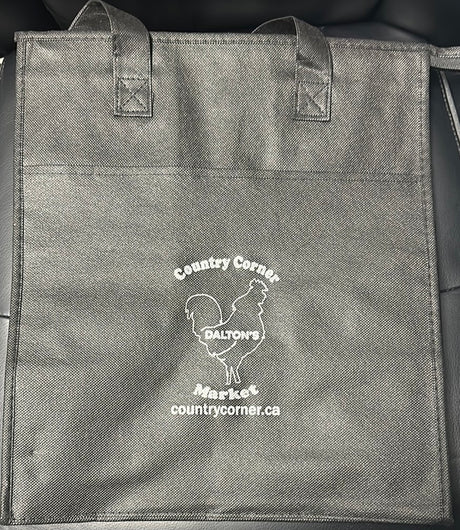 Country Corner
DALTON'S
Market
countrycorner.ca